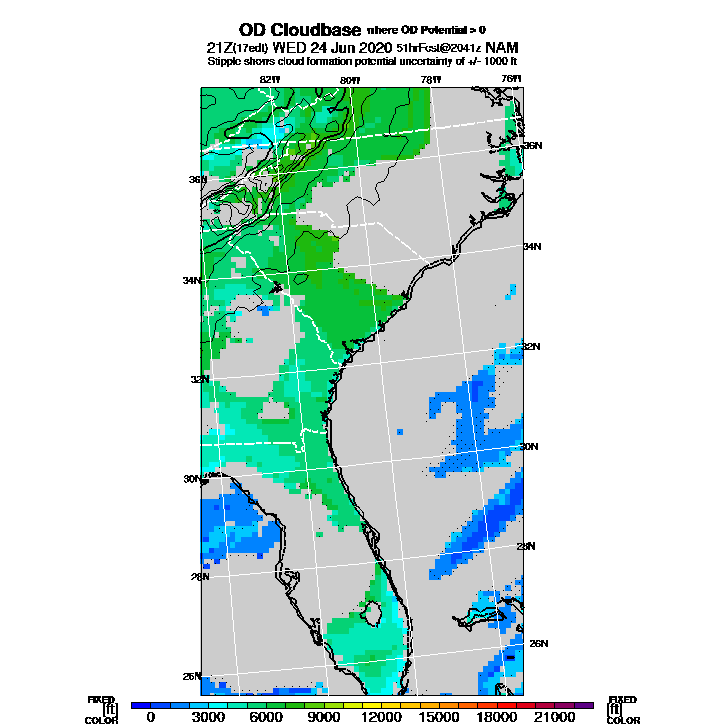 OD Cloudbase where OD Potential > 0
21Z(17edt) WED 24 Jun 2020 51hrFcst@2041z NAM
Stipple shows cloud formation potential uncertainty of +/- 1000 ft
82W 80W 78W 76W
36N 36N
34N 34N
32N 32N
30N 30N
28N 28N
26N 26N
FIXED FIXED
[ft] 0 3000 6000 9000 12000 15000 18000 21000 [ft]
COLOR COLOR